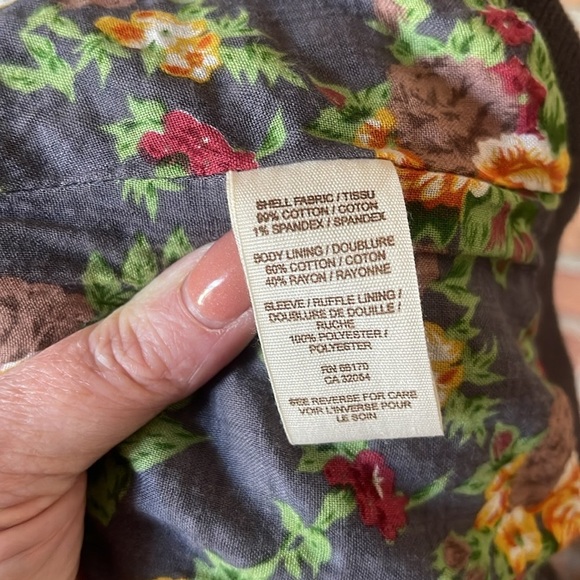 SHELL FABRIC / TISSU
99% COTTON / COTON
1% SPANDEX / SPANDEX
BODY LINING / DOUBLURE
60% COTTON / COTON
40% RAYON / RAYONNE
SLEEVE / RUFFLE LINING /
DOUBLURE DE DOUILLE /
RUCHE
100% POLYESTER /
POLYESTER
RN 66170
CA 32054
SEE REVERSE FOR CARE
VOIR L'INVERSE POUR
LE SOIN